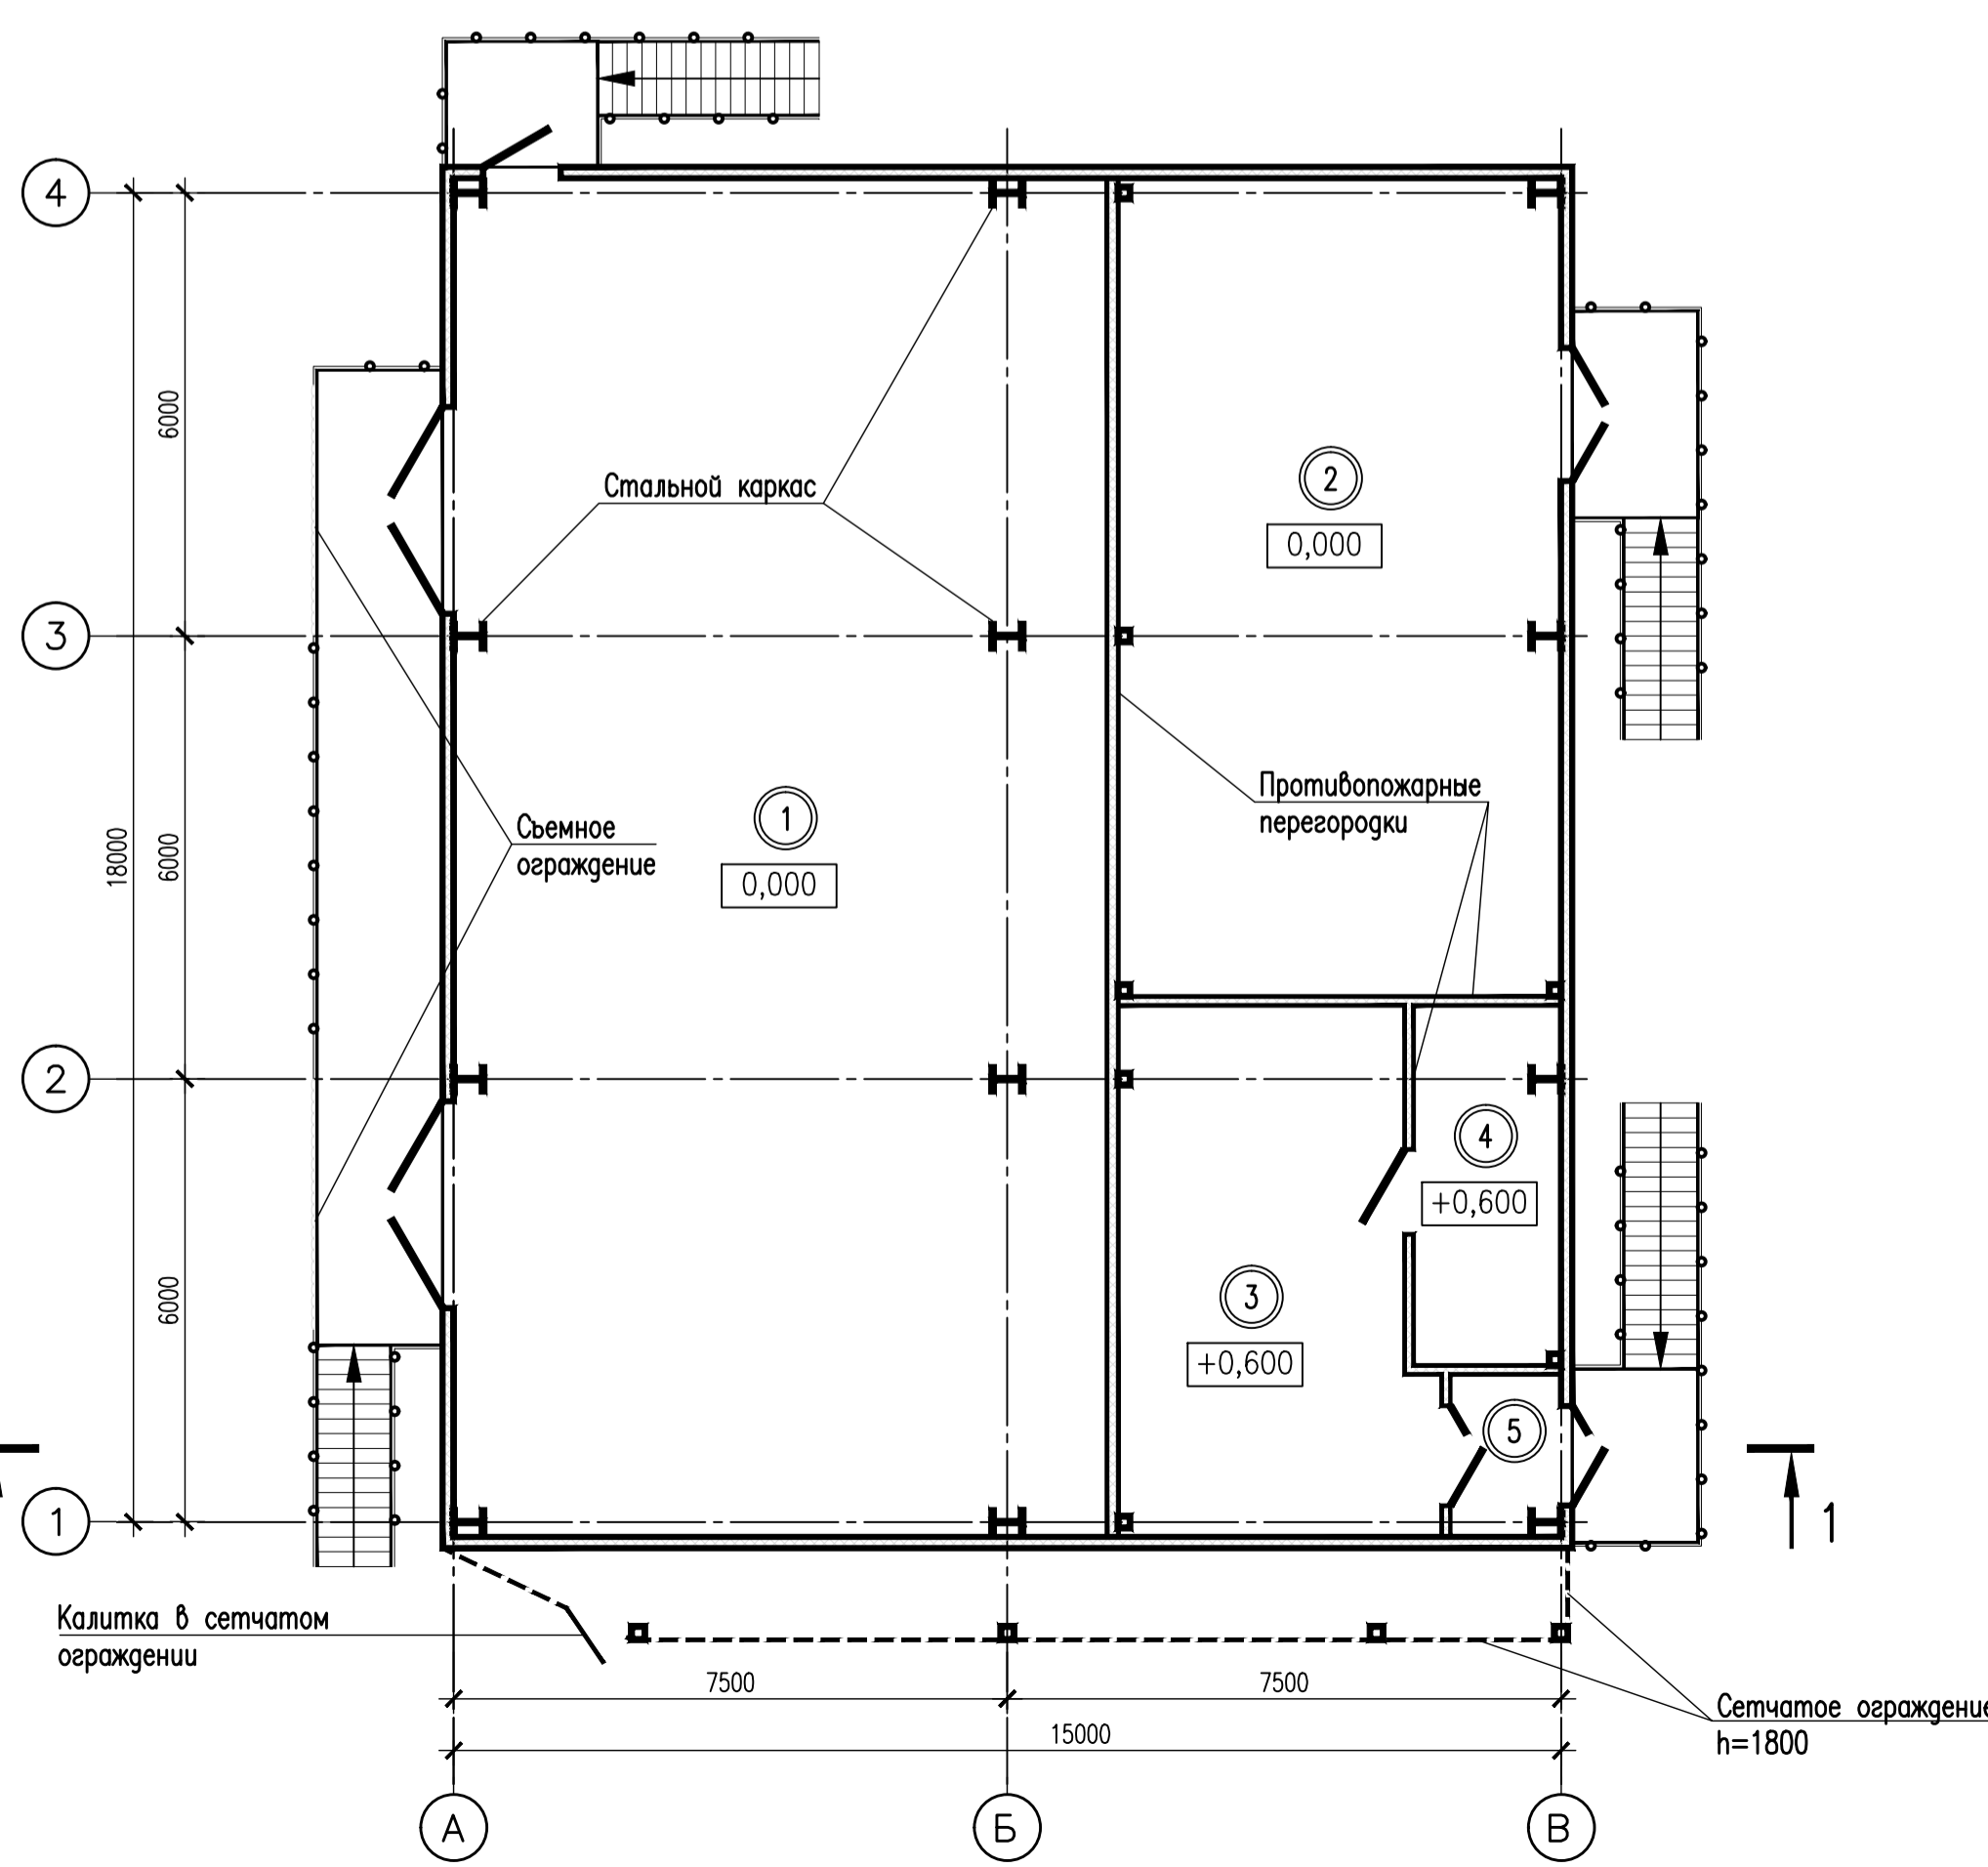 4
6000
Стальной каркас
2
0,000
3
Противопожарные
перегородки
1
0,000
Съемное
ограждение
18000
6000
2
4
+0,600
3
+0,600
6000
5
1
1
Калитка в сетчатом
ограждении
7500
7500
Сетчатое ограждение
h=1800
15000
А
Б
В